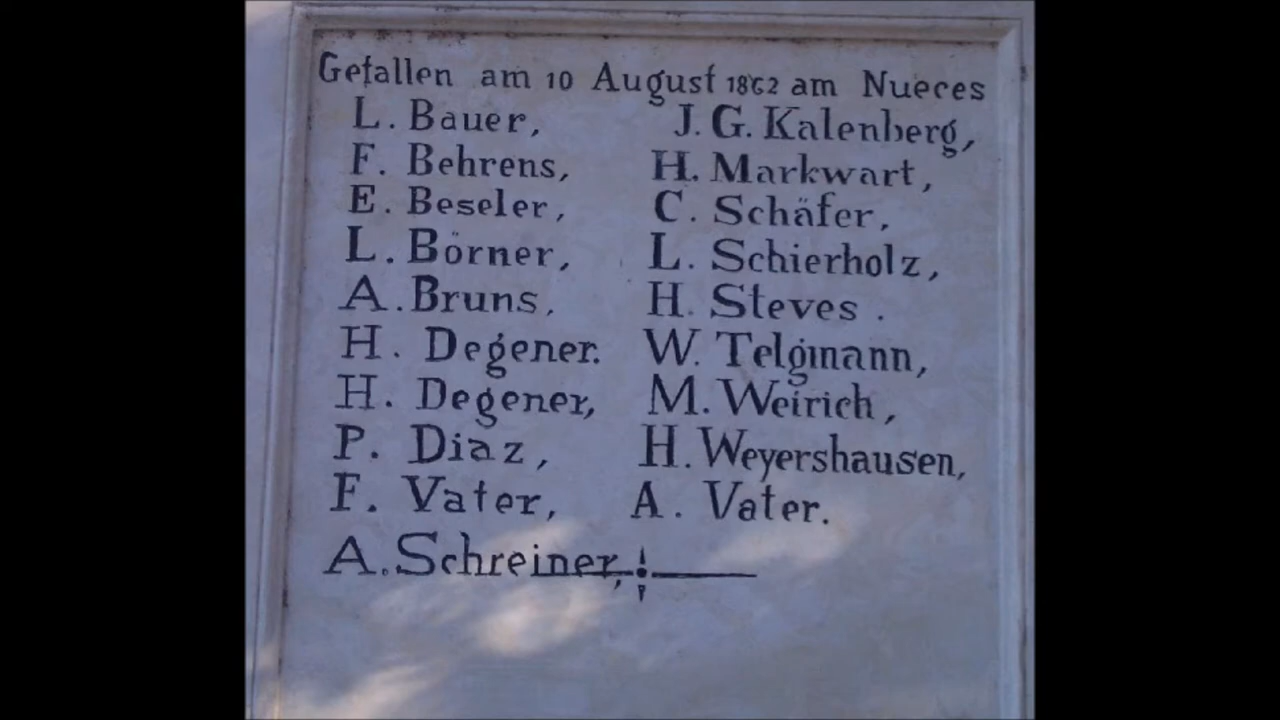 Gefallen am 10 August 1862 am Nueces
L. Bauer, J. G. Kalenberg,
F. Behrens, H. Markwart,
E. Beseler, C. Schäfer,
L. Börner, L. Schierholz,
A. Bruns, H. Steves.
H. Degener. W. Telgmann,
H. Degener, M. Weirich,
P. Diaz, H. Weyershausen,
F. Vater, A. Vater.
A. Schreiner,